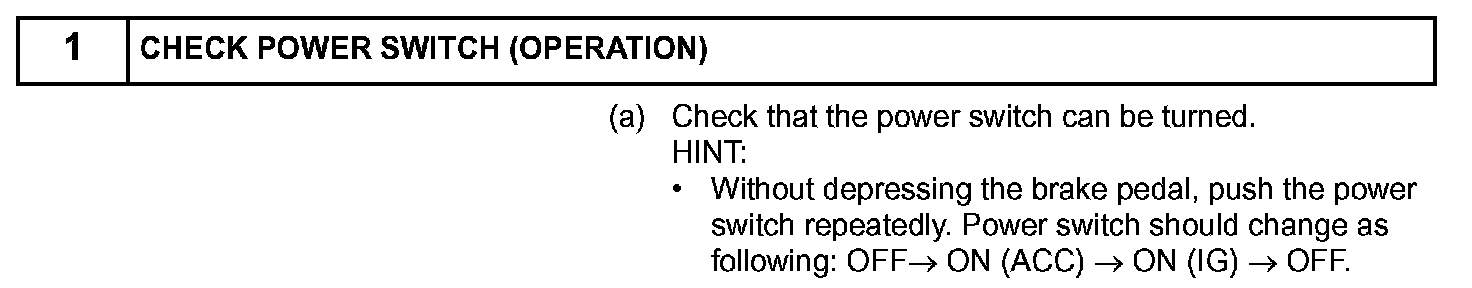 1 CHECK POWER SWITCH (OPERATION)
(a) Check that the power switch can be turned.
HINT:
• Without depressing the brake pedal, push the power
switch repeatedly. Power switch should change as
following: OFF→ ON (ACC) → ON (IG) → OFF.